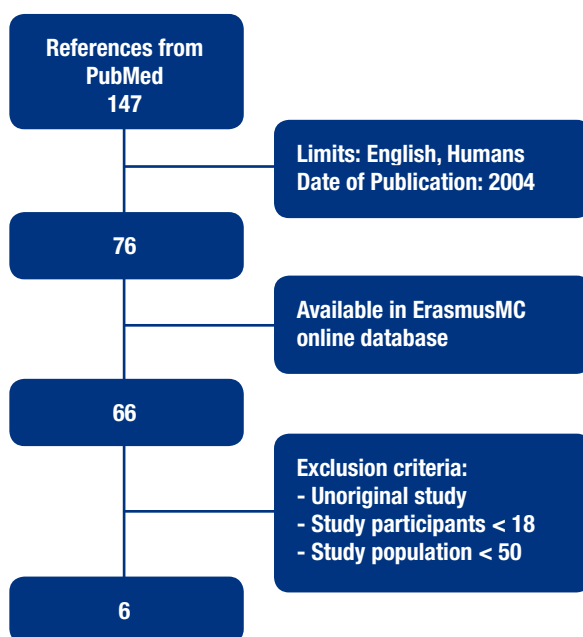 References from
PubMed
147
Limits: English, Humans
Date of Publication: 2004
76
Available in ErasmusMC
online database
66
Exclusion criteria:
- Unoriginal study
- Study participants < 18
- Study population < 50
6